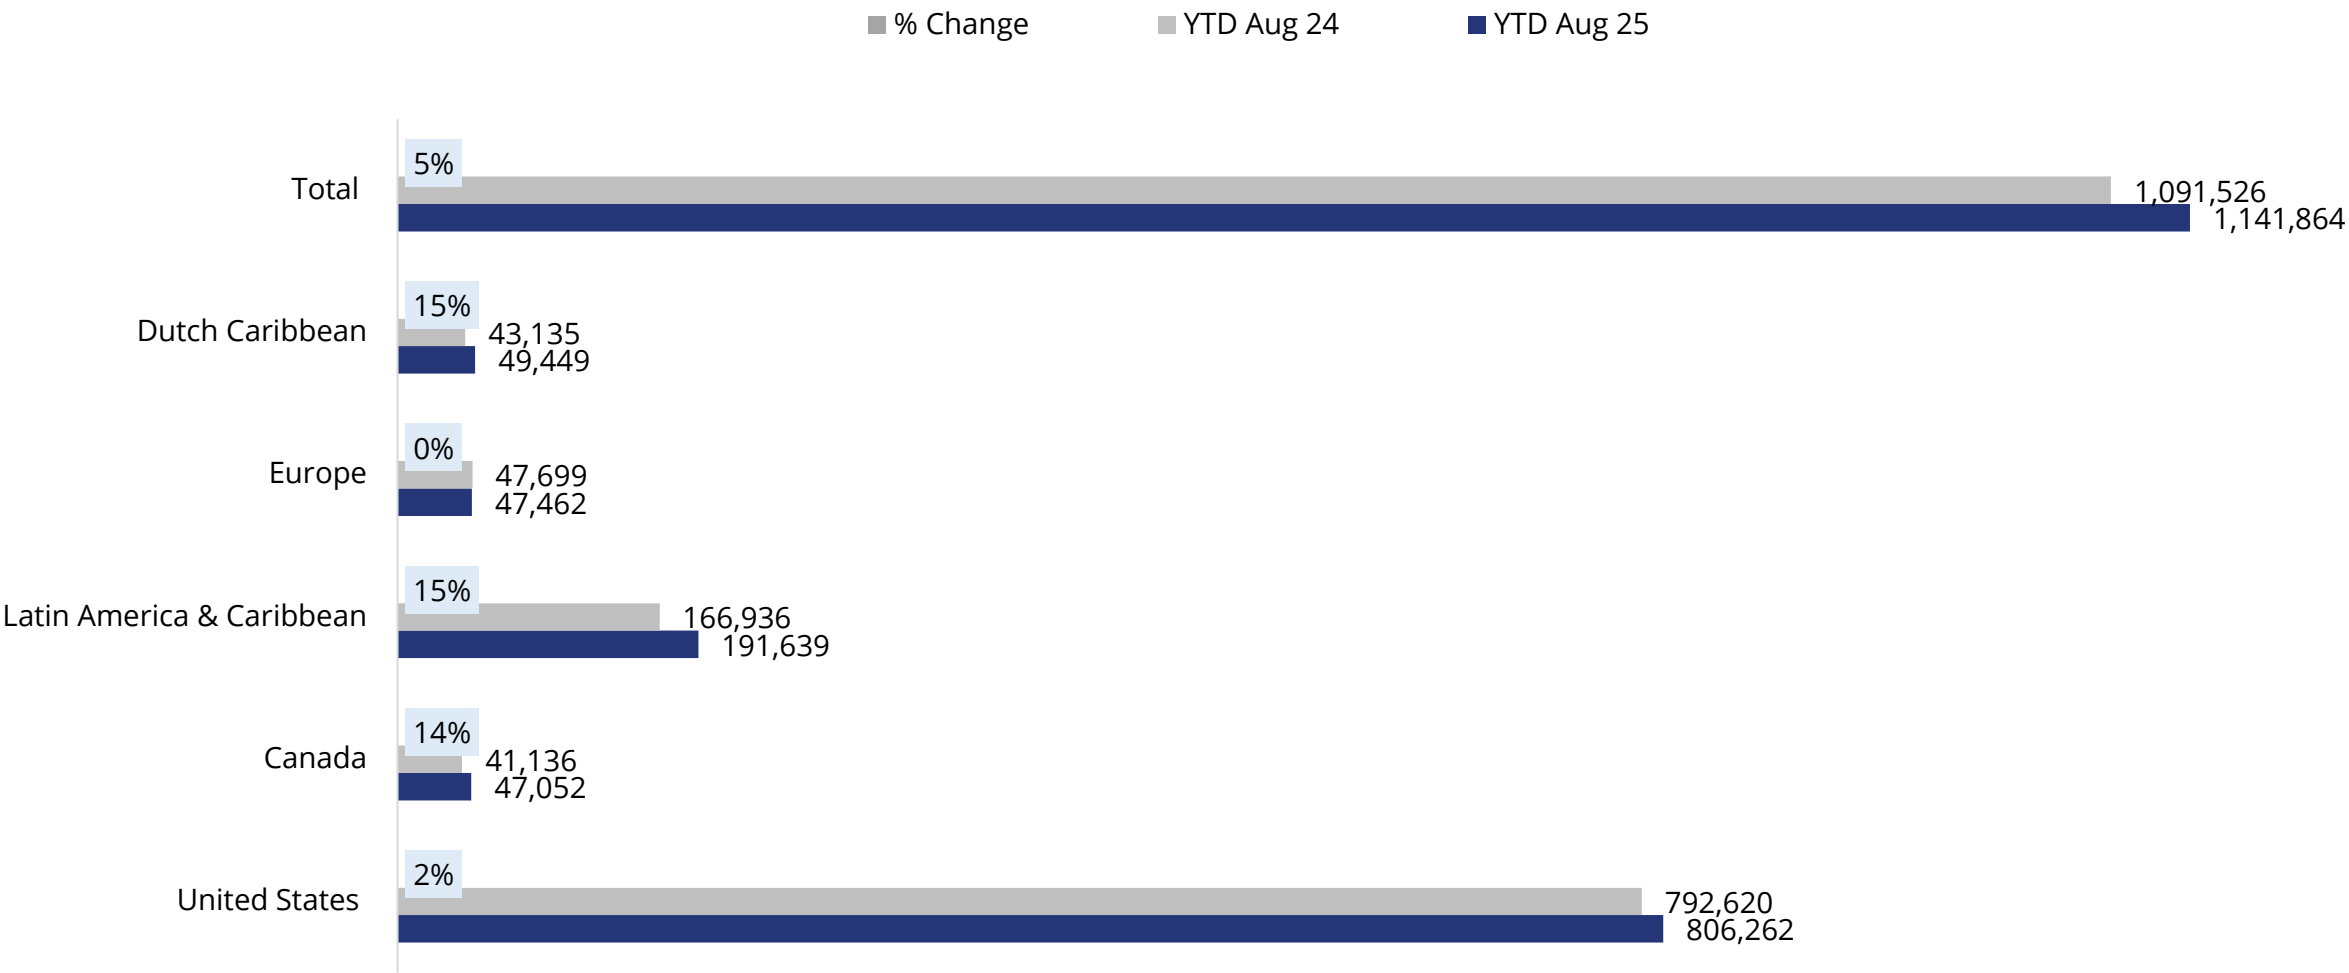 % Change YTD Aug 24 YTD Aug 25
5%
Total 1,091,526
1,141,864
15%
Dutch Caribbean 43,135
49,449
0%
Europe 47,699
47,462
15%
Latin America & Caribbean 166,936
191,639
14%
Canada 41,136
47,052
2%
United States 792,620
806,262